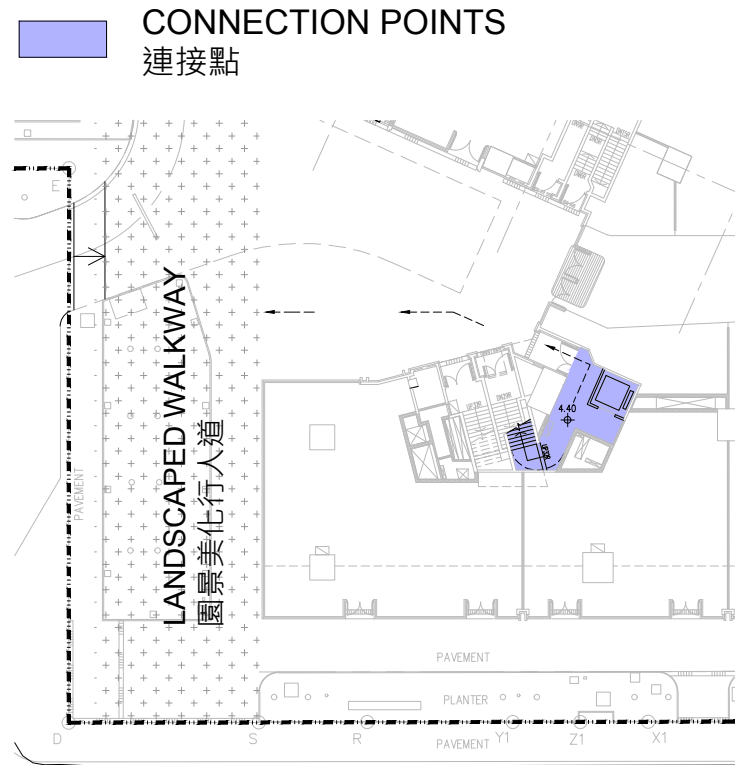 CONNECTION POINTS
連接點
E
LANDSCAPED WALKWAY
園景美化行人道
PAVEMENT
4.40
PAVEMENT
PLANTER
D
S
R
PAVEMENT
Y1
Z1
X1